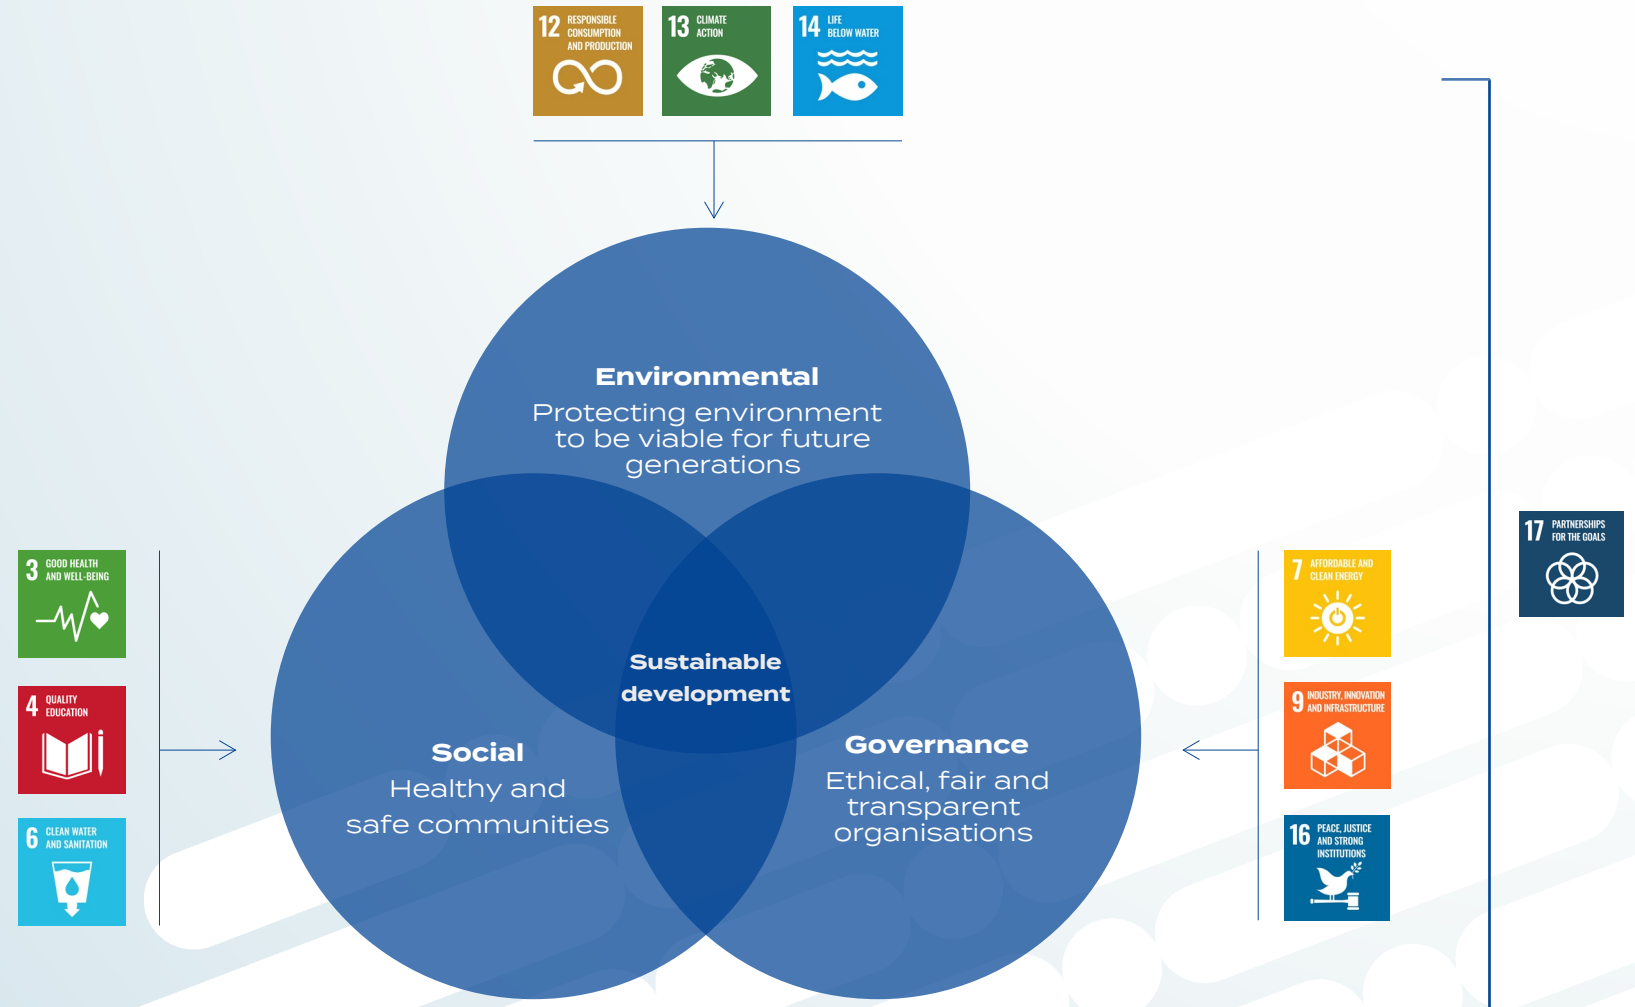 12 RESPONSIBLE
CONSUMPTION
AND PRODUCTION
13 CLIMATE
ACTION
14 LIFE
BELOW WATER
Environmental
Protecting environment
to be viable for future
generations
3 GOOD HEALTH
AND WELL-BEING
4 QUALITY
EDUCATION
6 CLEAN WATER
AND SANITATION
Sustainable
development
Social
Healthy and
safe communities
Governance
Ethical, fair and
transparent
organisations
7 AFFORDABLE AND
CLEAN ENERGY
9 INDUSTRY, INNOVATION
AND INFRASTRUCTURE
16 PEACE, JUSTICE
AND STRONG
INSTITUTIONS
17 PARTNERSHIPS
FOR THE GOALS